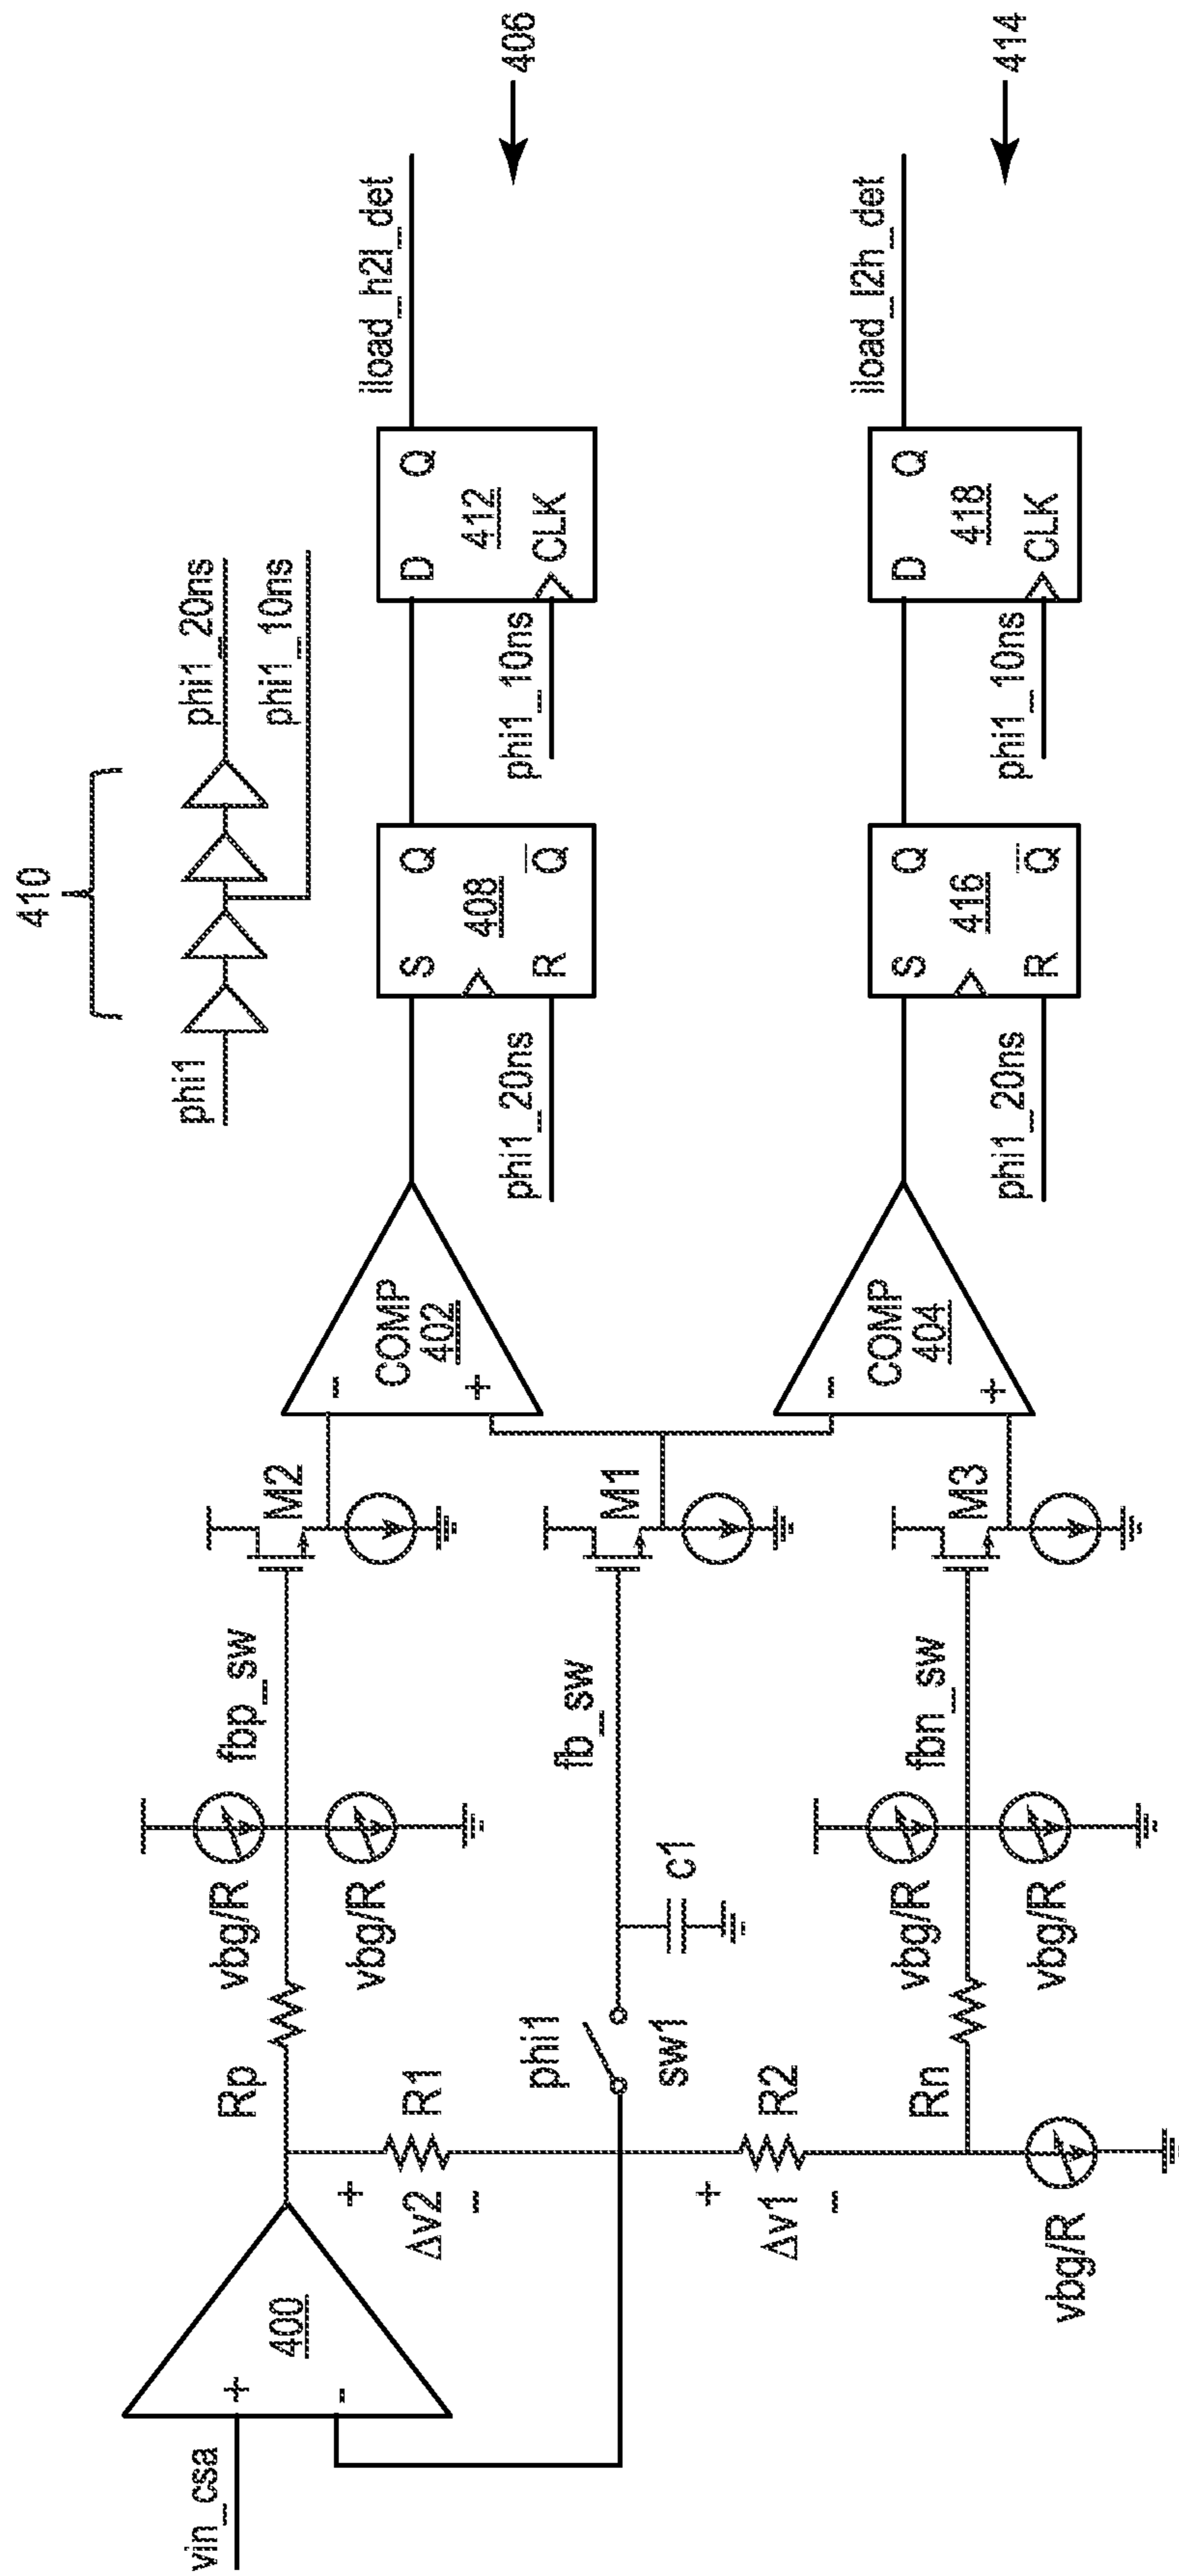 410
phi1
phi1_20ns
phi1_10ns
406
414
vin_csa
+
-
400
Rp
vbg/R
vbg/R
fbp_sw
M2
-
COMP
402
+
phi1_20ns
S
Q
408
R
Q
phi1_10ns
D
Q
412
CLK
iload_h2l_det
+
Δv2
-
R1
phi1
sw1
c1
fb_sw
M1
+
Δv1
-
R2
Rn
vbg/R
vbg/R
vbg/R
fbn_sw
M3
-
COMP
404
+
phi1_20ns
S
Q
416
R
Q
phi1_10ns
D
Q
418
CLK
iload_l2h_det